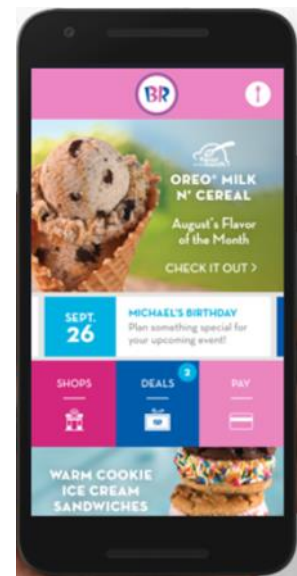 BR
OREO® MILK
N' CEREAL
August's Flavor
of the Month
CHECK IT OUT >
SEPT.
26
MICHAEL'S BIRTHDAY
Plan something special for
your upcoming event!
SHOPS
DEALS
2
PAY
WARM COOKIE
ICE CREAM
SANDWICHES